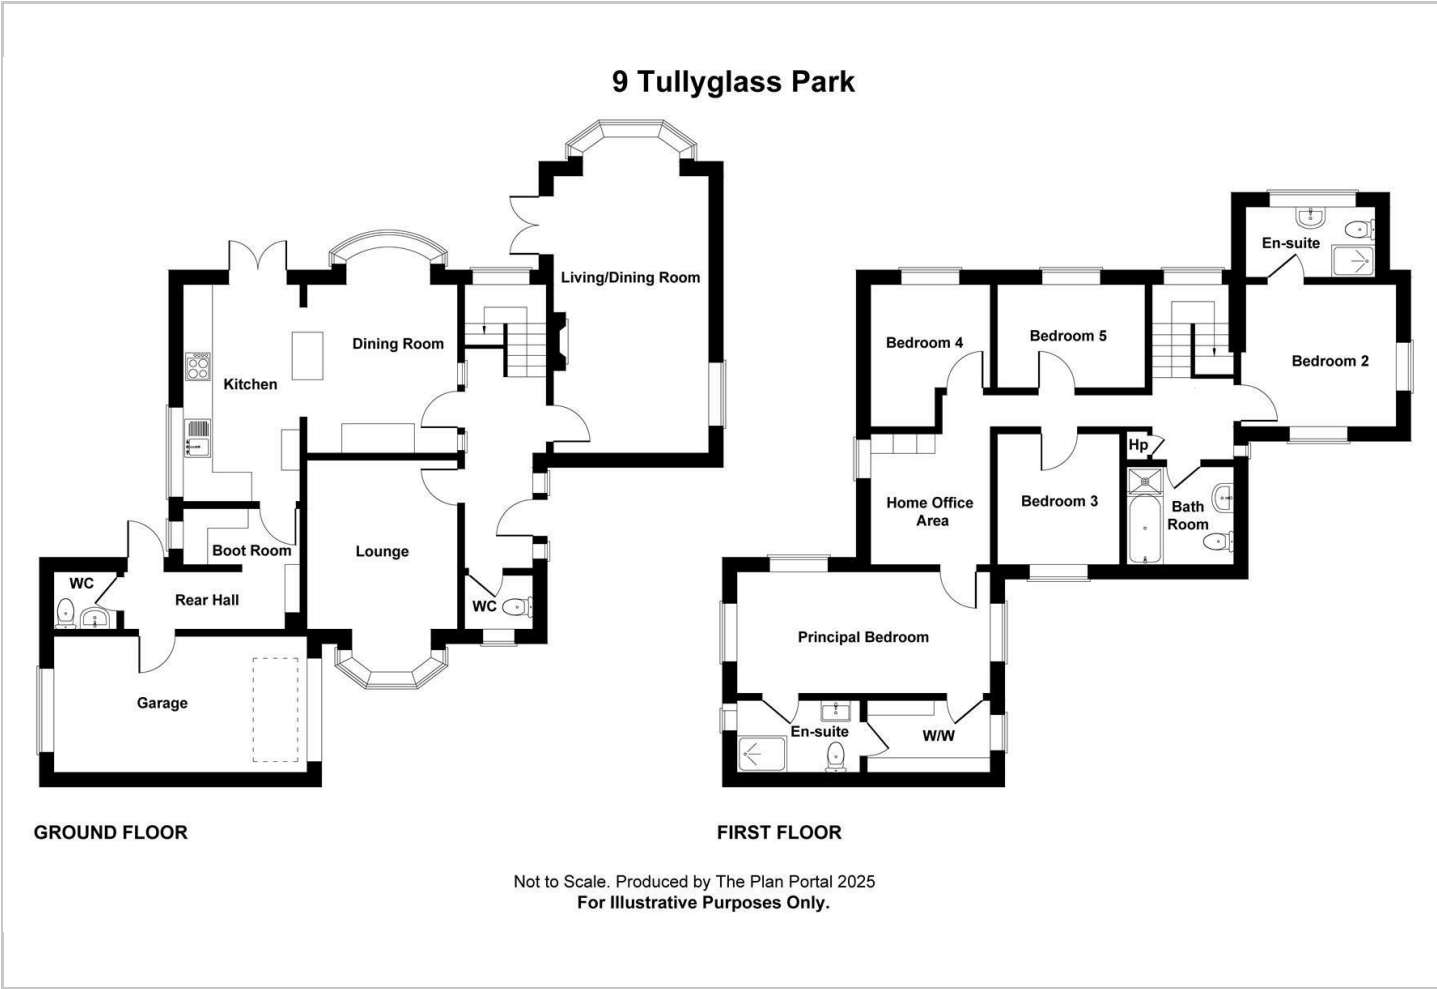 9 Tullyglass Park
Living/Dining Room
Dining Room
Kitchen
Boot Room
Lounge
WC
Rear Hall
WC
Garage
GROUND FLOOR
En-suite
Bedroom 4
Bedroom 5
Bedroom 2
Hp
Home Office
Area
Bedroom 3
Bath
Room
Principal Bedroom
En-suite
W/W
FIRST FLOOR
Not to Scale. Produced by The Plan Portal 2025
For Illustrative Purposes Only.